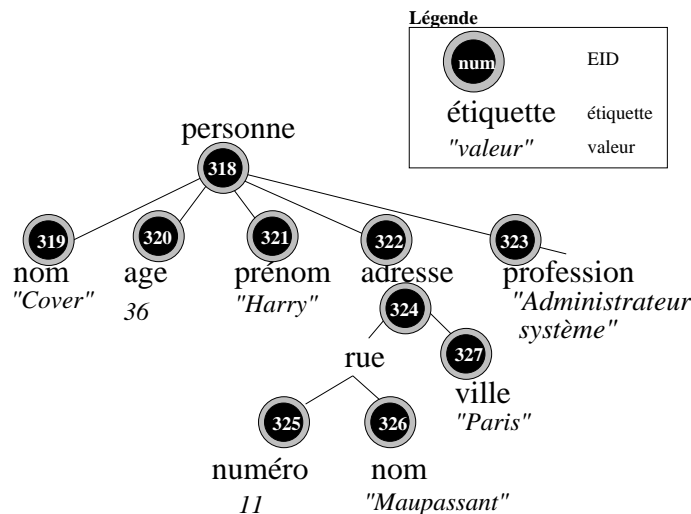 Légende
num EID
étiquette étiquette
"valeur" valeur
personne
318
319 320 321 322 323
nom age prénom adresse profession
"Cover" 36 "Harry" "Administrateur
système"
324
rue 327
ville
"Paris"
325 326
numéro nom
11 "Maupassant"